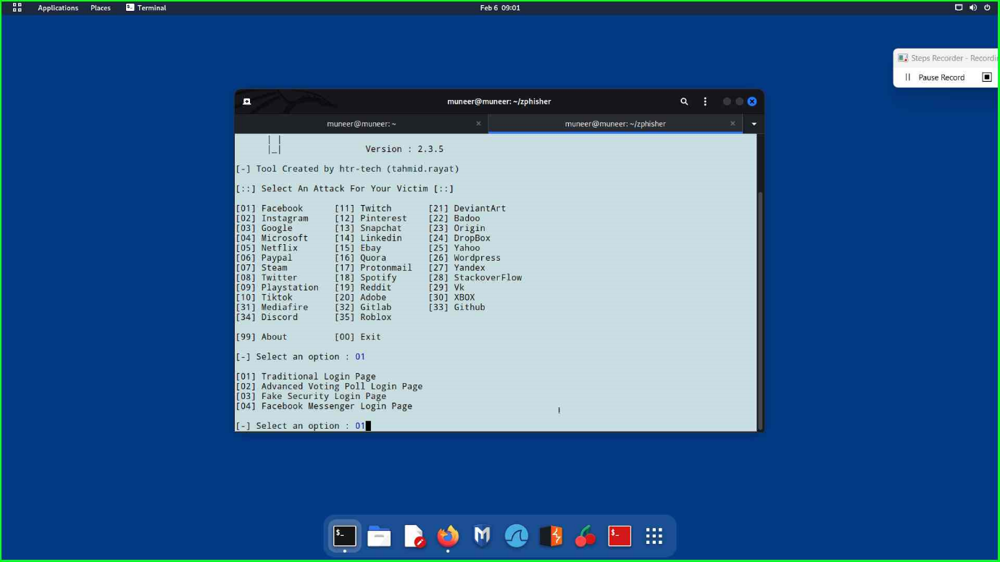 Applications Places Terminal Feb 6 09:01
Steps Recorder - Recordin
Pause Record
muneer@muneer: ~/zphisher
muneer@muneer: ~ muneer@muneer: ~/zphisher
| |
|_| Version : 2.3.5
[-] Tool Created by htr-tech (tahmid.rayat)
[::] Select An Attack For Your Victim [::]
[01] Facebook [11] Twitch [21] DeviantArt
[02] Instagram [12] Pinterest [22] Badoo
[03] Google [13] Snapchat [23] Origin
[04] Microsoft [14] Linkedin [24] DropBox
[05] Netflix [15] Ebay [25] Yahoo
[06] Paypal [16] Quora [26] Wordpress
[07] Steam [17] Protonmail [27] Yandex
[08] Twitter [18] Spotify [28] StackoverFlow
[09] Playstation [19] Reddit [29] Vk
[10] Tiktok [20] Adobe [30] XBOX
[31] Mediafire [32] Gitlab [33] Github
[34] Discord [35] Roblox
[99] About [00] Exit
[-] Select an option : 01
[01] Traditional Login Page
[02] Advanced Voting Poll Login Page
[03] Fake Security Login Page
[04] Facebook Messenger Login Page
[-] Select an option : 01